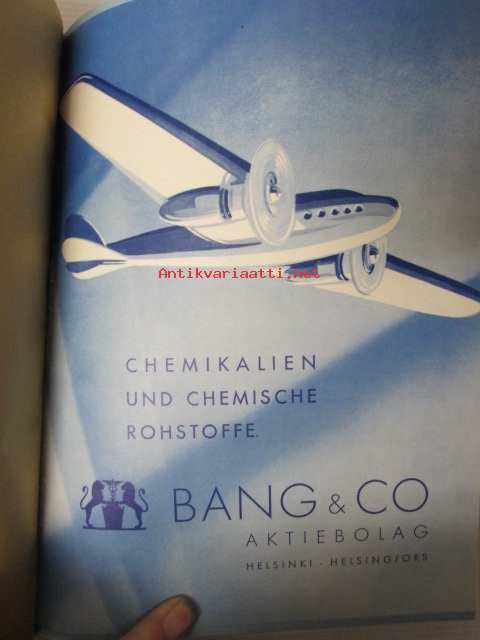 Antikvariaatti.net
CHEMIKALIEN
UND CHEMISCHE
ROHSTOFFE.
BANG & CO
AKTIEBOLAG
HELSINKI - HELSINGFORS